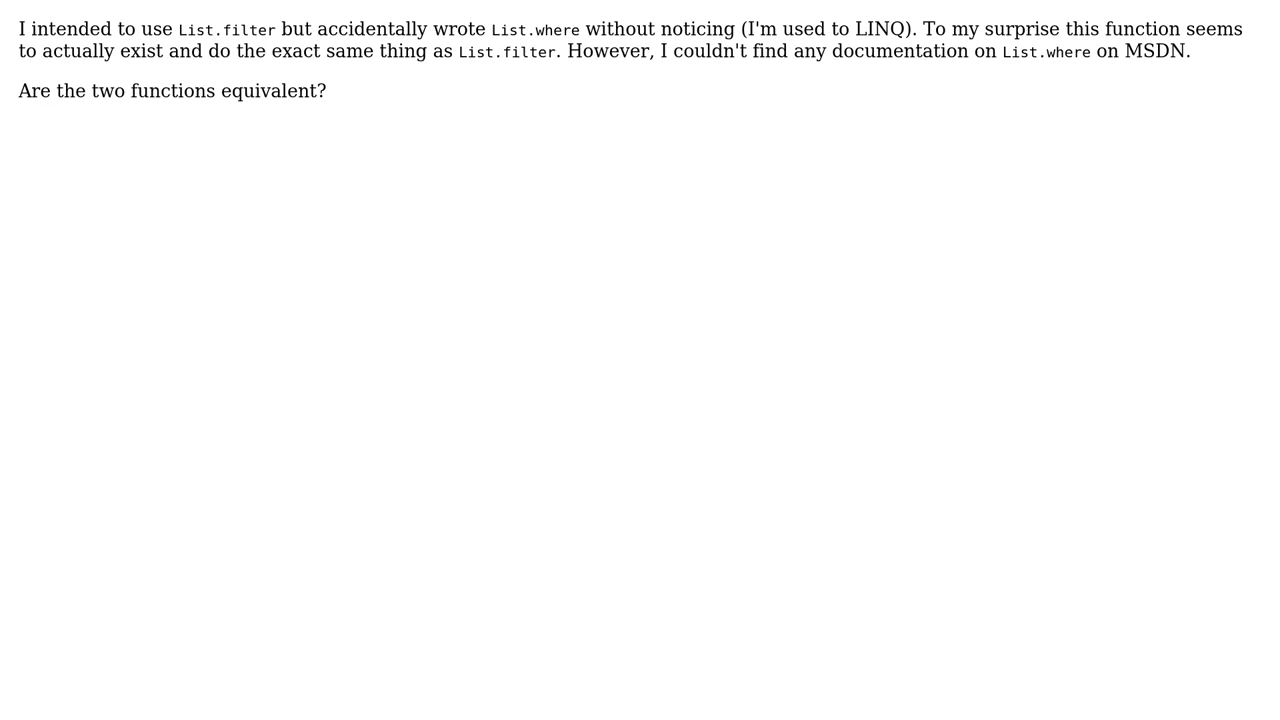 I intended to use List.filter but accidentally wrote List.where without noticing (I'm used to LINQ). To my surprise this function seems
to actually exist and do the exact same thing as List.filter. However, I couldn't find any documentation on List.where on MSDN.
Are the two functions equivalent?